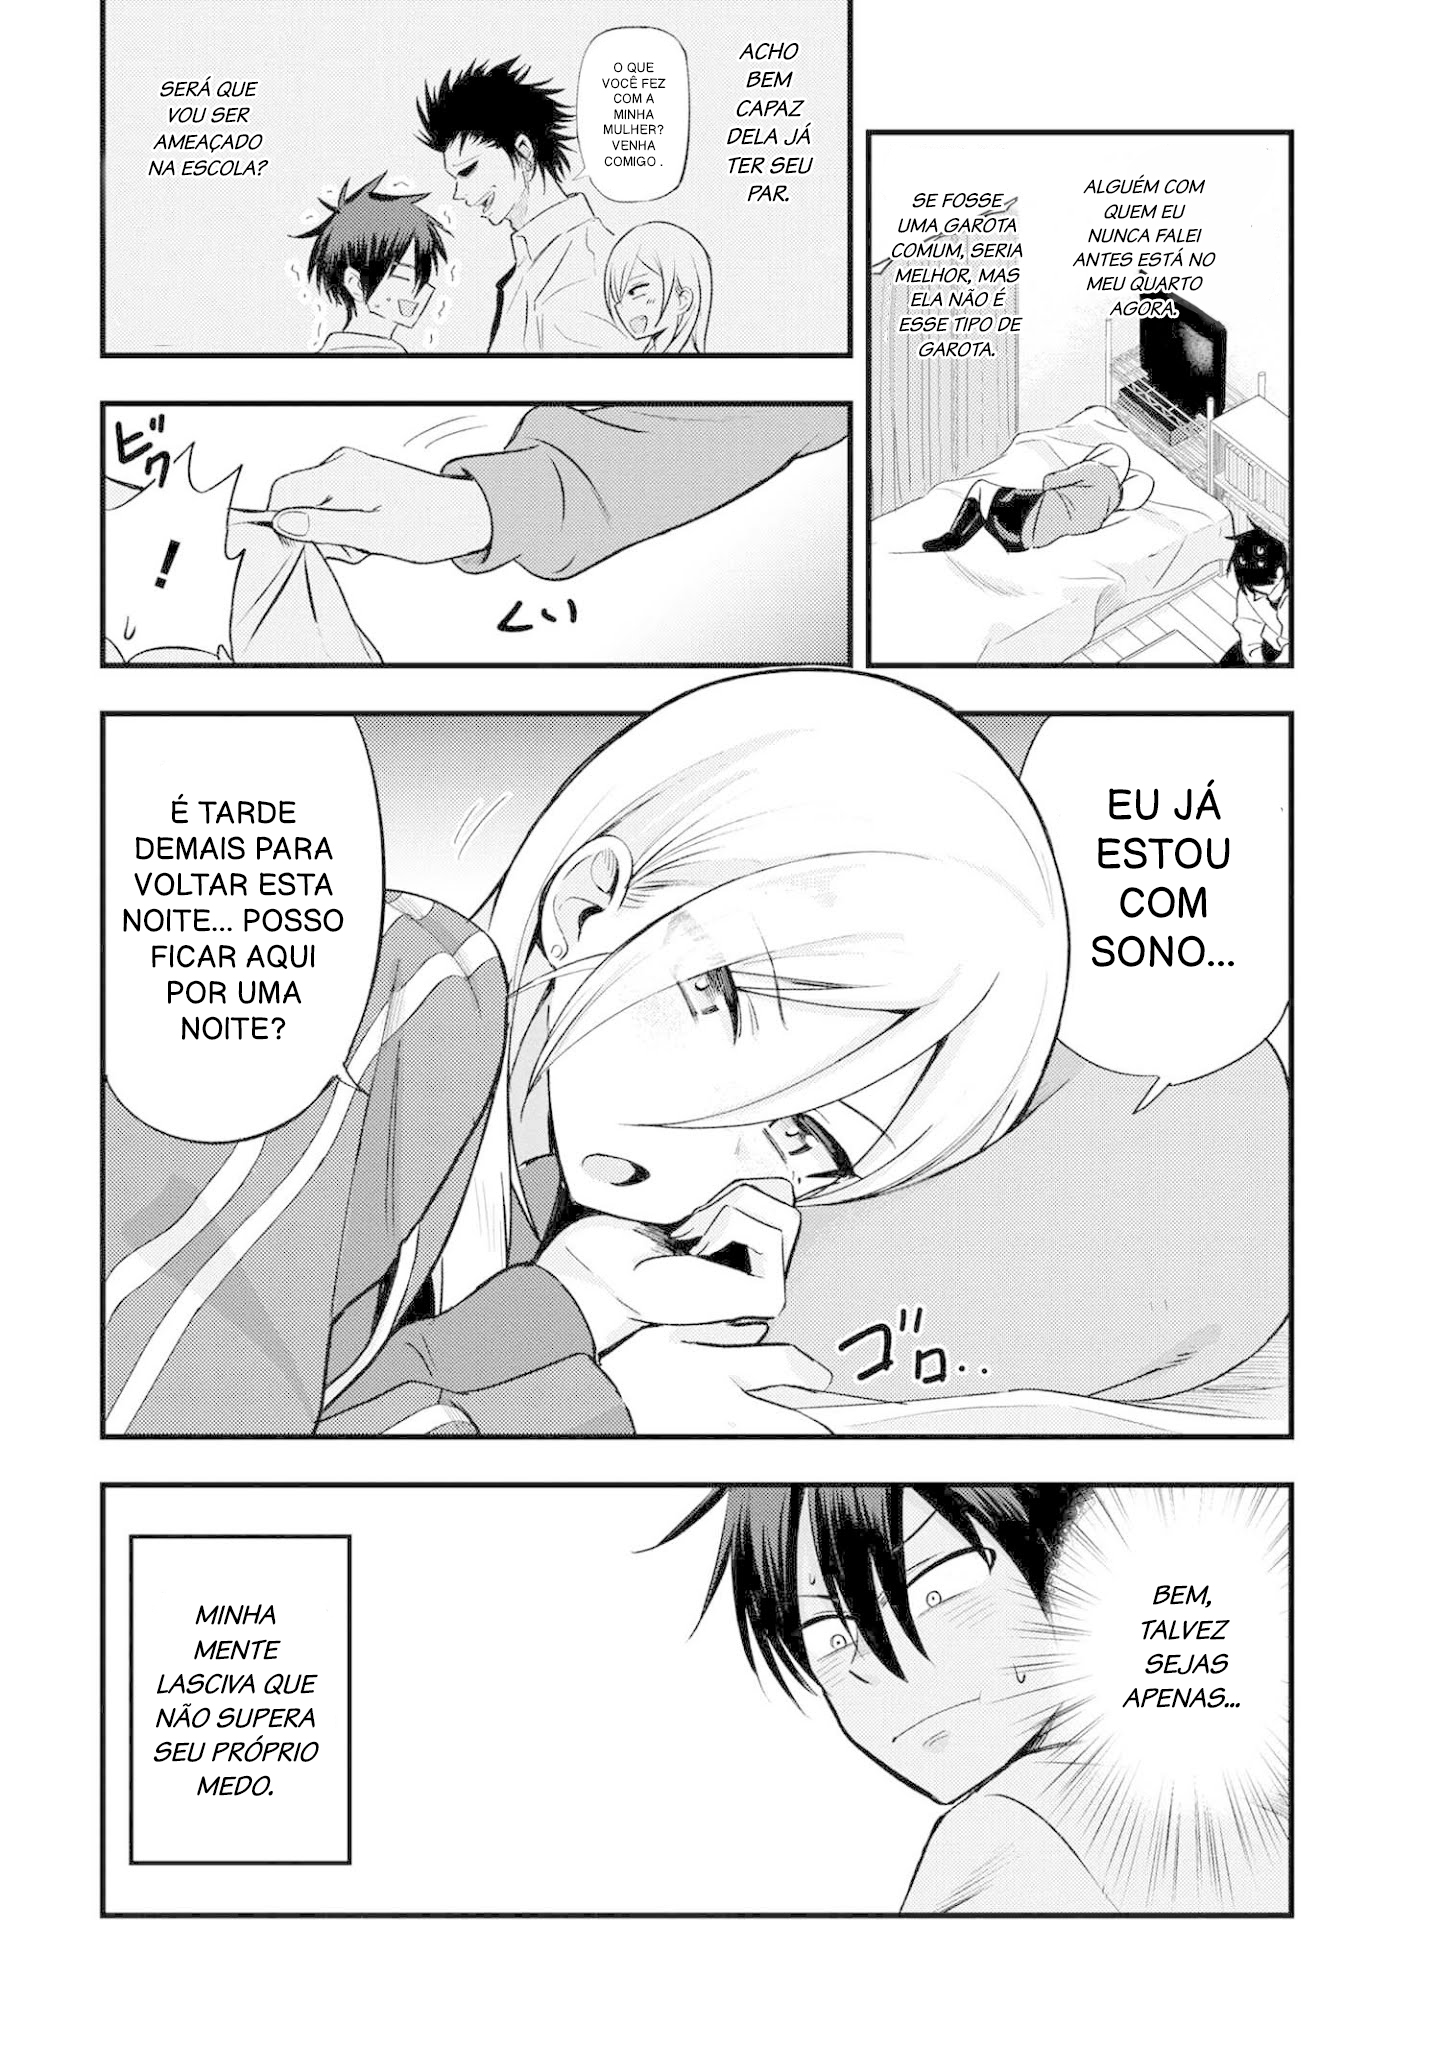 ALGUÉM COM
QUEM EU
NUNCA FALEI
ANTES ESTÁ NO
MEU QUARTO
AGORA.
SE FOSSE
UMA GAROTA
COMUM, SERIA
MELHOR, MAS
ELA NÃO É
ESSE TIPO DE
GAROTA.
ACHO
BEM
CAPAZ
DELA JÁ
TER SEU
PAR.
O QUE
VOCÊ FEZ
COM A
MINHA
MULHER?
VENHA
COMIGO .
SERÁ QUE
VOU SER
AMEAÇADO
NA ESCOLA?
ビクッ
!
くい
EU JÁ
ESTOU
COM
SONO...
É TARDE
DEMAIS PARA
VOLTAR ESTA
NOITE... POSSO
FICAR AQUI
POR UMA
NOITE?
ゴロ..
BEM,
TALVEZ
SEJAS
APENAS...
MINHA
MENTE
LASCIVA QUE
NÃO SUPERA
SEU PRÓPRIO
MEDO.